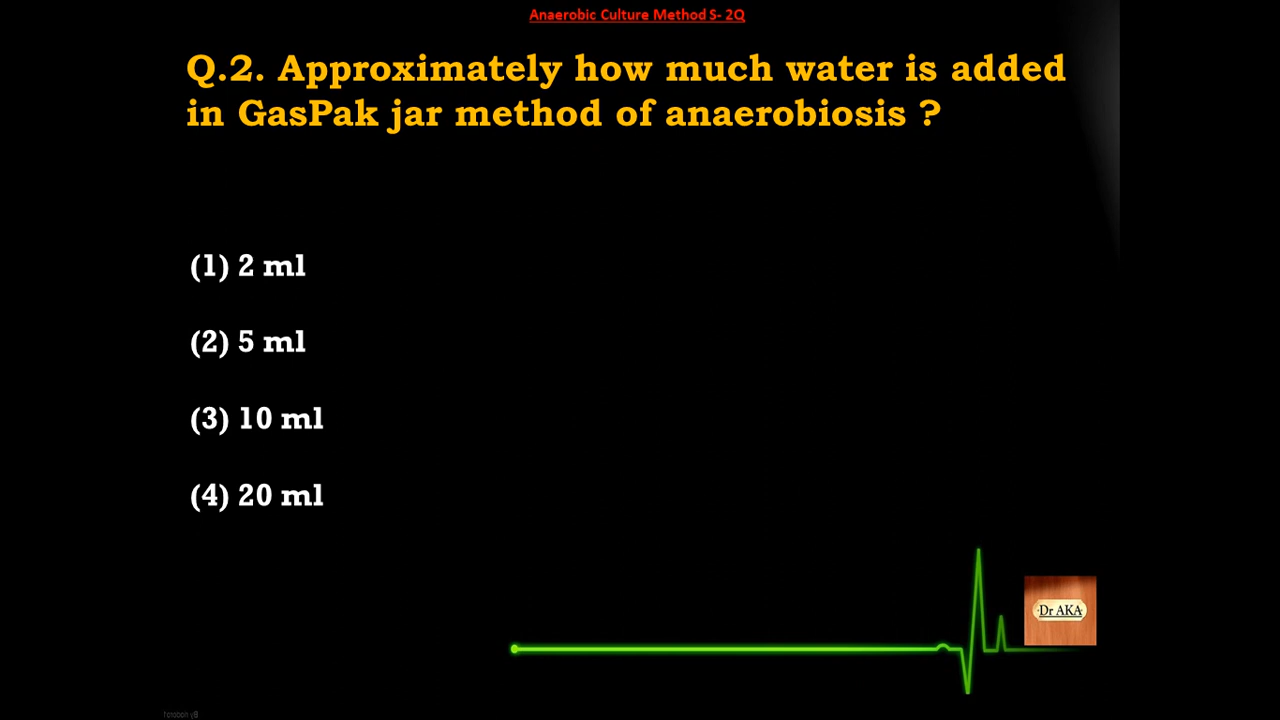 Anaerobic Culture Method S- 2Q
Q.2. Approximately how much water is added
in GasPak jar method of anaerobiosis ?
(1) 2 ml
(2) 5 ml
(3) 10 ml
(4) 20 ml
Dr AKA